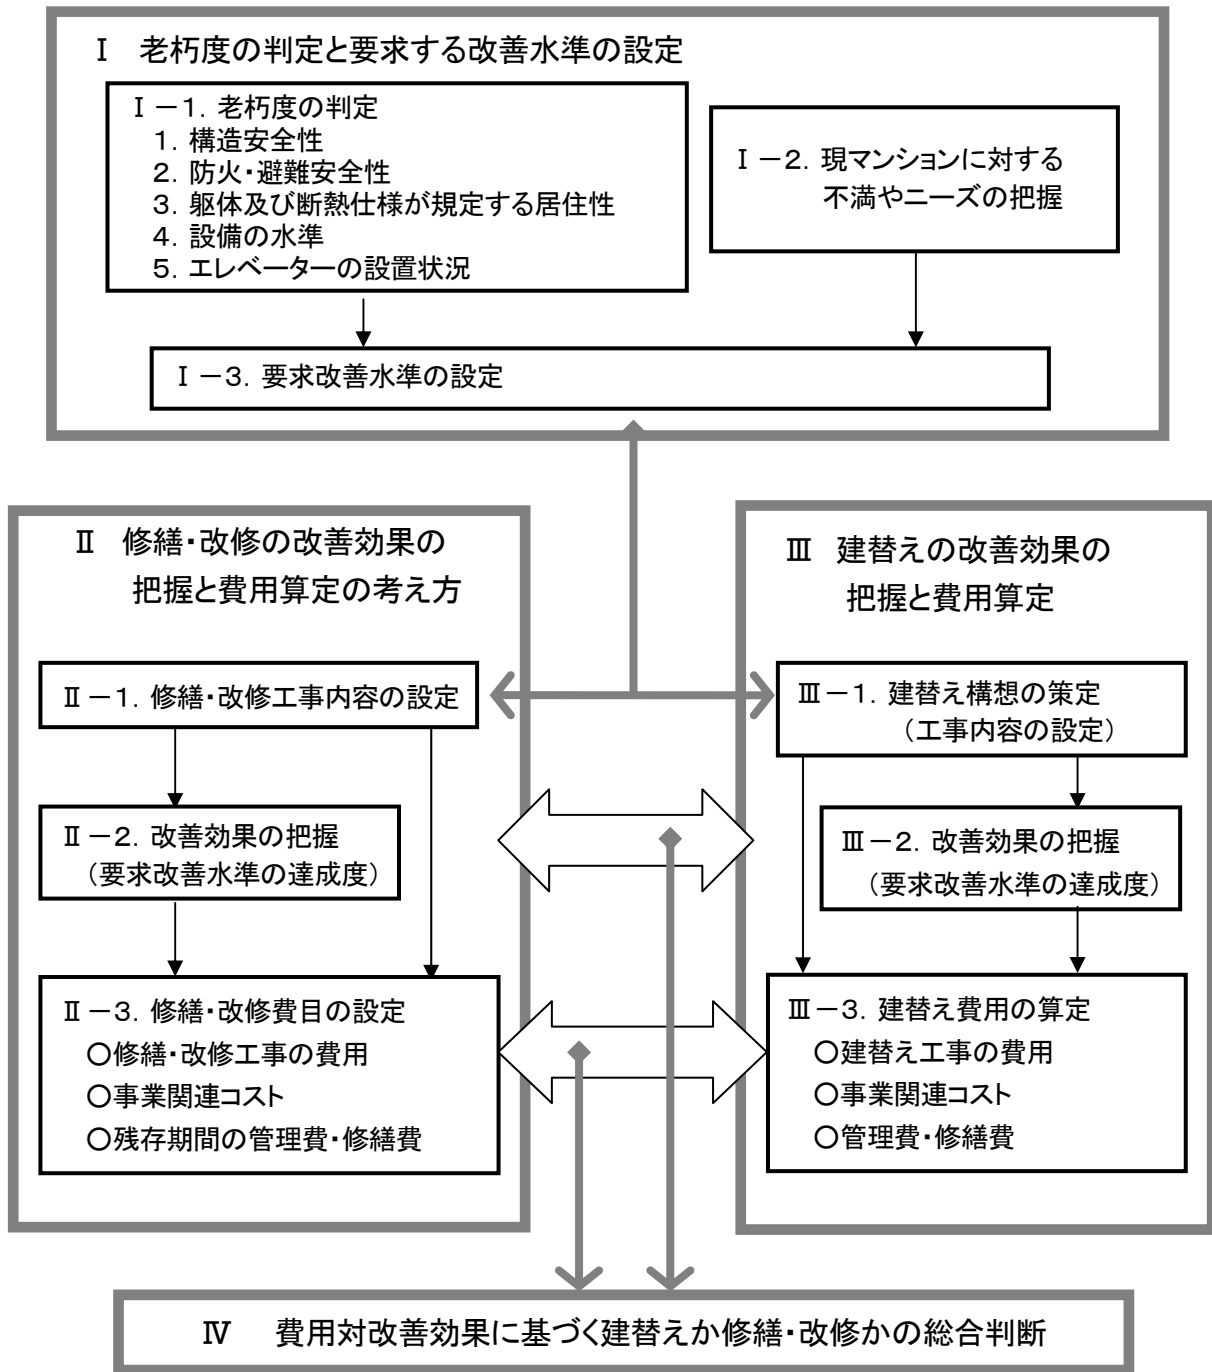 Ⅰ 老朽度の判定と要求する改善水準の設定
Ⅰ－1．老朽度の判定
1．構造安全性
2．防火・避難安全性
3．躯体及び断熱仕様が規定する居住性
4．設備の水準
5．エレベーターの設置状況
Ⅰ－2．現マンションに対する
不満やニーズの把握
Ⅰ－3．要求改善水準の設定
Ⅱ 修繕・改修の改善効果の
把握と費用算定の考え方
Ⅱ－1．修繕・改修工事内容の設定
Ⅱ－2．改善効果の把握
（要求改善水準の達成度）
Ⅱ－3．修繕・改修費目の設定
○修繕・改修工事の費用
○事業関連コスト
○残存期間の管理費・修繕費
Ⅲ 建替えの改善効果の
把握と費用算定
Ⅲ－1．建替え構想の策定
（工事内容の設定）
Ⅲ－2．改善効果の把握
（要求改善水準の達成度）
Ⅲ－3．建替え費用の算定
○建替え工事の費用
○事業関連コスト
○管理費・修繕費
Ⅳ 費用対改善効果に基づく建替えか修繕・改修かの総合判断